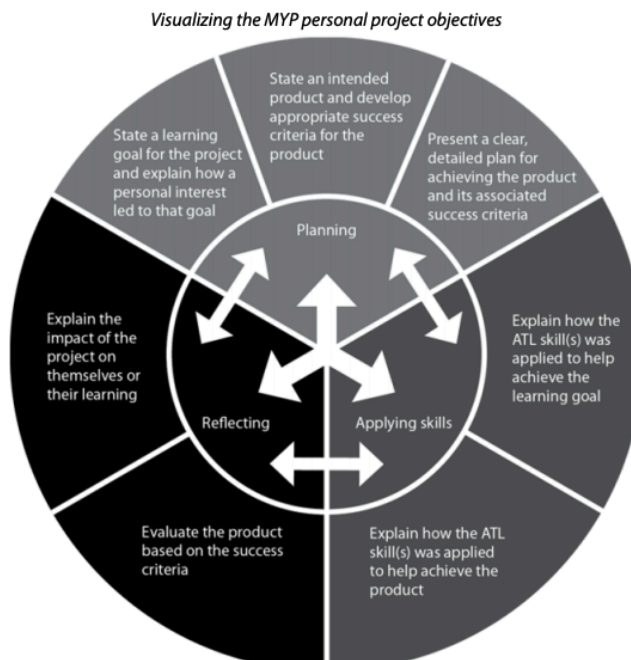 Visualizing the MYP personal project objectives
State an intended
product and develop
appropriate success
criteria for the
product
State a learning
goal for the project
and explain how a
personal interest
led to that goal
Present a clear,
detailed plan for
achieving the product
and its associated
success criteria
Planning
Explain the
impact of the
project on
themselves or
their learning
Explain how the
ATL skill(s) was
applied to help
achieve the
learning goal
Reflecting
Applying skills
Evaluate the product
based on the success
criteria
Explain how the ATL
skill(s) was applied
to help achieve the
product